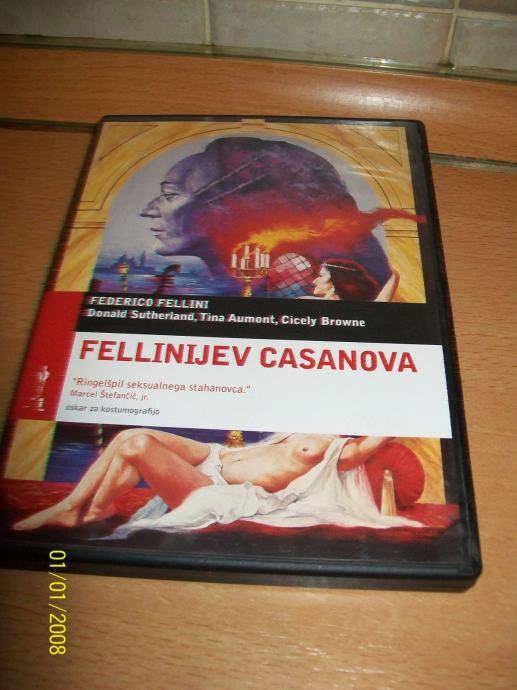 FEDERICO FELLINI
Donald Sutherland, Tina Aumont, Cicely Browne
FELLINIJEV CASANOVA
"Ringelšpil seksualnega stahanovca."
Marcel Štefančič, jr.
oskar za kostumografijo
01/01/2008